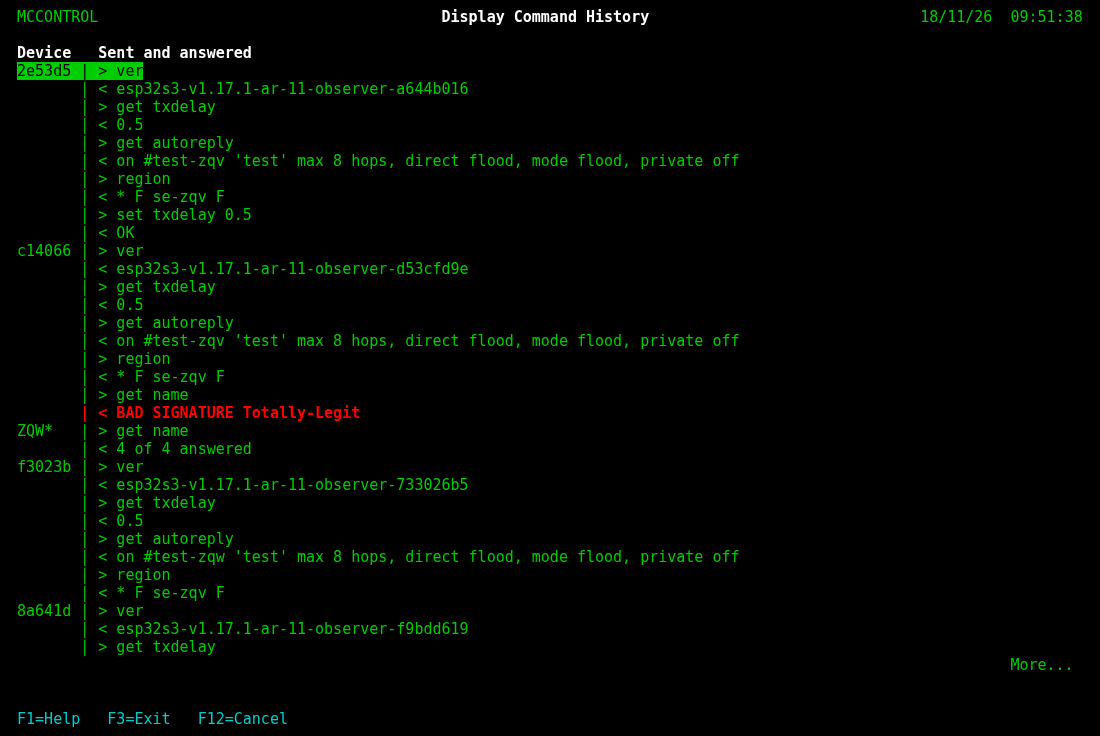 MCCONTROL Display Command History 18/11/26 09:51:38
Device Sent and answered
2e53d5 | > ver
| < esp32s3-v1.17.1-ar-11-observer-a644b016
| > get txdelay
| < 0.5
| > get autoreply
| < on #test-zqv 'test' max 8 hops, direct flood, mode flood, private off
| > region
| < * F se-zqv F
| > set txdelay 0.5
| < OK
c14066 | > ver
| < esp32s3-v1.17.1-ar-11-observer-d53cfd9e
| > get txdelay
| < 0.5
| > get autoreply
| < on #test-zqv 'test' max 8 hops, direct flood, mode flood, private off
| > region
| < * F se-zqv F
| > get name
| < BAD SIGNATURE Totally-Legit
ZQW* | > get name
| < 4 of 4 answered
f3023b | > ver
| < esp32s3-v1.17.1-ar-11-observer-733026b5
| > get txdelay
| < 0.5
| > get autoreply
| < on #test-zqw 'test' max 8 hops, direct flood, mode flood, private off
| > region
| < * F se-zqv F
8a641d | > ver
| < esp32s3-v1.17.1-ar-11-observer-f9bdd619
| > get txdelay
More...
F1=Help F3=Exit F12=Cancel